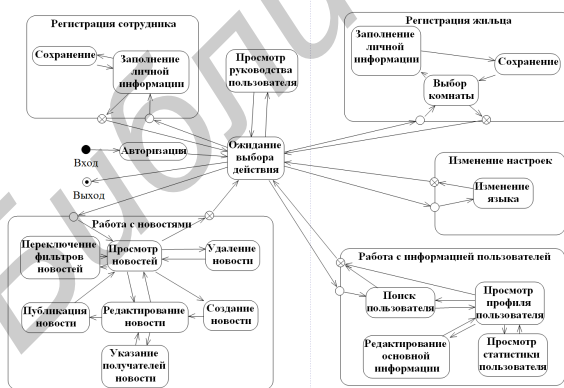 Регистрация сотрудника
Сохранение
Заполнение
личной
информации
Просмотр
руководства
пользователя
Регистрация жильца
Заполнение
личной
информации
Сохранение
Выбор
комнаты
Вход
Авторизация
Выход
Ожидание
выбора
действия
Изменение настроек
Изменение
языка
Работа с новостями
Переключение
фильтров
новостей
Просмотр
новостей
Удаление
новости
Публикация
новости
Редактирование
новости
Создание
новости
Указание
получателей
новости
Работа с информацией пользователей
Поиск
пользователя
Просмотр
профиля
пользователя
Редактирование
основной
информации
Просмотр
статистики
пользователя